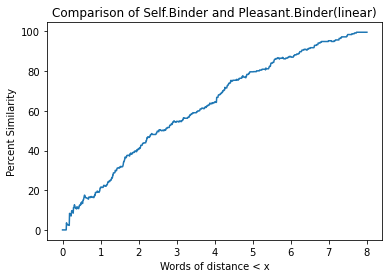 Comparison of Self.Binder and Pleasant.Binder(linear)
100
80
60
40
20
0
Percent Similarity
0 1 2 3 4 5 6 7 8
Words of distance < x